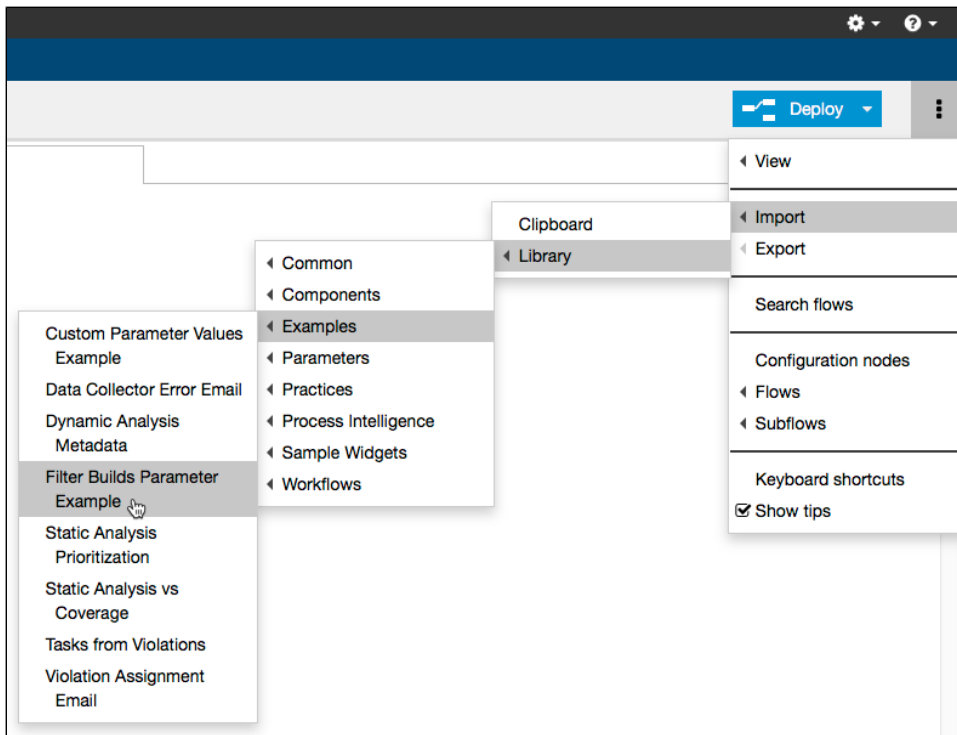 Deploy
View
Import
Export
Search flows
Configuration nodes
Flows
Subflows
Keyboard shortcuts
Show tips
Clipboard
Library
Common
Components
Examples
Parameters
Practices
Process Intelligence
Sample Widgets
Workflows
Custom Parameter Values
Example
Data Collector Error Email
Dynamic Analysis
Metadata
Filter Builds Parameter
Example
Static Analysis
Prioritization
Static Analysis vs
Coverage
Tasks from Violations
Violation Assignment
Email